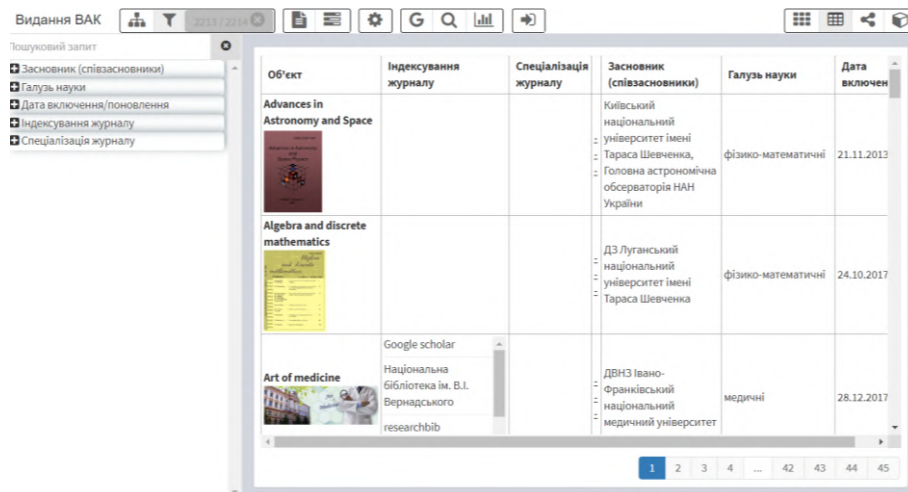 Видання ВАК 2213 / 2214 G
Пошуковий запит
Засновник (співзасновники)
Галузь науки
Дата включення/поновлення
Індексування журналу
Спеціалізація журналу
Об'єкт
Індексування
журналу
Спеціалізація
журналу
Засновник
(співзасновники)
Галузь науки
Дата
включен
Advances in
Astronomy and Space
Київський
національний
університет імені
Тараса Шевченка,
Головна астрономічна
обсерваторія НАН
України
фізико-математичні
21.11.2013
Algebra and discrete
mathematics
ДЗ Луганський
національний
університет імені
Тараса Шевченка
фізико-математичні
24.10.2017
Art of medicine
Google scholar
Національна
бібліотека ім. В.І.
Вернадського
researchbib
ДВНЗ Івано-
Франківський
національний
медичний університет
медичні
28.12.2017
1 2 3 4 ... 42 43 44 45